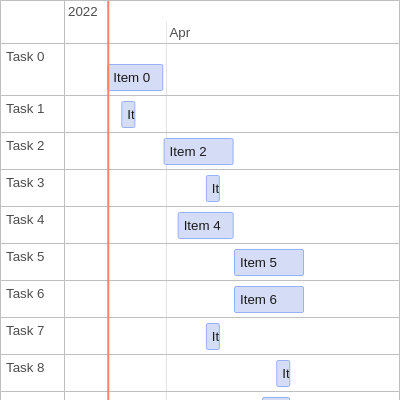 2022
Apr
Task 0
Item 0
Task 1
It
Task 2
Item 2
Task 3
It
Task 4
Item 4
Task 5
Item 5
Task 6
Item 6
Task 7
It
Task 8
It